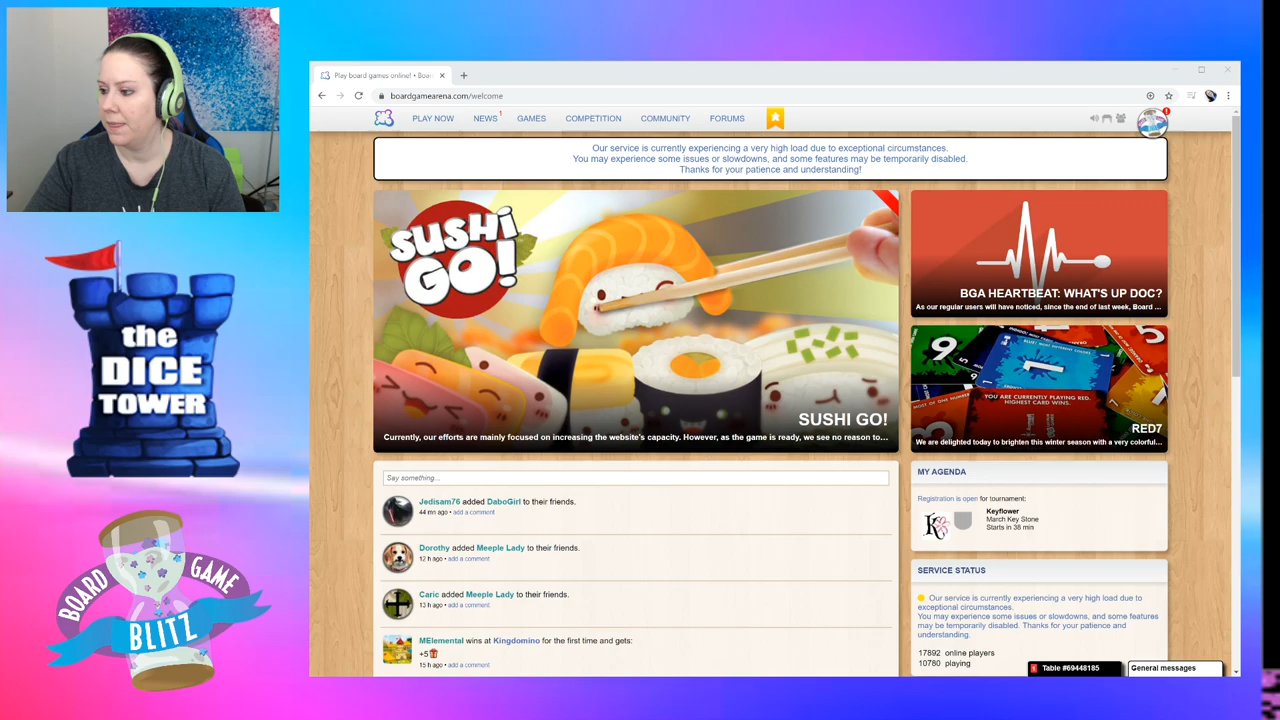 Play board games online! • Boa
boardgamearena.com/welcome
PLAY NOW NEWS 1 GAMES COMPETITION COMMUNITY FORUMS
Our service is currently experiencing a very high load due to exceptional circumstances.
You may experience some issues or slowdowns, and some features may be temporarily disabled.
Thanks for your patience and understanding!
SUSHI
GO!
SUSHI GO!
Currently, our efforts are mainly focused on increasing the website's capacity. However, as the game is ready, we see no reason to...
BGA HEARTBEAT: WHAT'S UP DOC?
As our regular users will have noticed, since the end of last week, Board ...
YOU ARE CURRENTLY PLAYING RED.
HIGHEST CARD WINS.
RED7
We are delighted today to brighten this winter season with a very colorful...
Say something...
Jedisam76 added DaboGirl to their friends.
44 mn ago • add a comment
Dorothy added Meeple Lady to their friends.
12 h ago • add a comment
Caric added Meeple Lady to their friends.
13 h ago • add a comment
MElemental wins at Kingdomino for the first time and gets:
+5
15 h ago • add a comment
MY AGENDA
Registration is open for tournament:
Keyflower
March Key Stone
Starts in 38 min
SERVICE STATUS
Our service is currently experiencing a very high load due to
exceptional circumstances.
You may experience some issues or slowdowns, and some features
may be temporarily disabled. Thanks for your patience and
understanding.
17892 online players
10780 playing
Table #69448185
General messages
the
DICE
TOWER
BOARD GAME
BLITZ